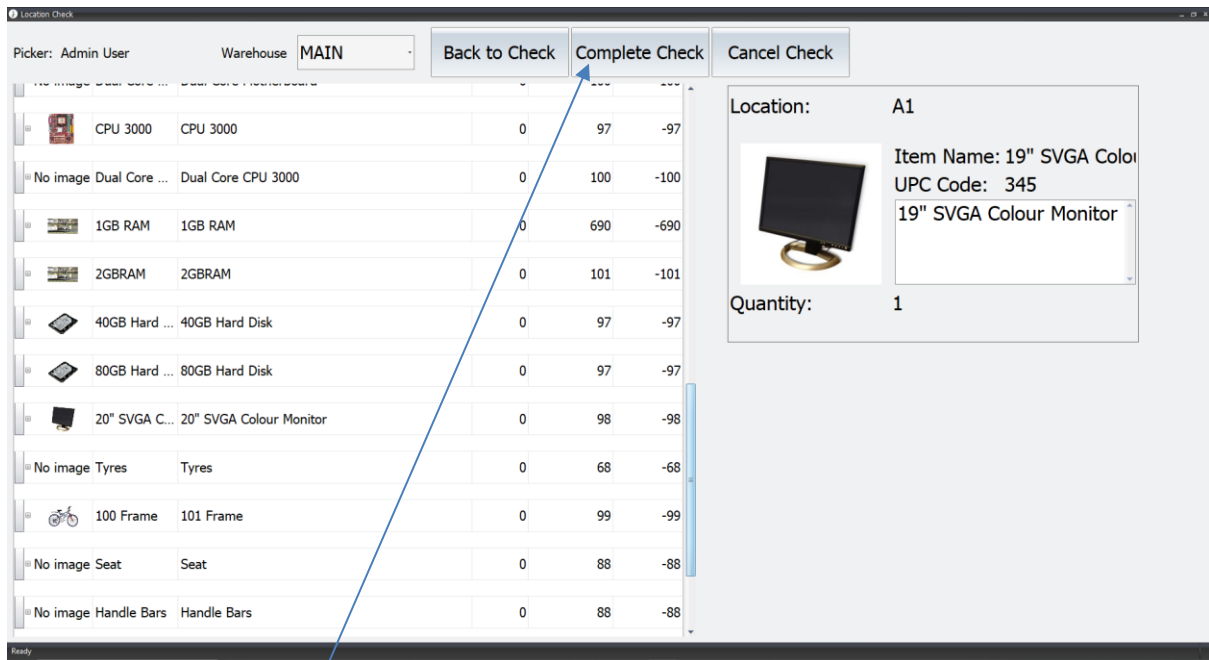 Location Check
Picker: Admin User Warehouse MAIN Back to Check Complete Check Cancel Check
CPU 3000 CPU 3000 0 97 -97
No image Dual Core ... Dual Core CPU 3000 0 100 -100
1GB RAM 1GB RAM 0 690 -690
2GBRAM 2GBRAM 0 101 -101
40GB Hard ... 40GB Hard Disk 0 97 -97
80GB Hard ... 80GB Hard Disk 0 97 -97
20" SVGA C... 20" SVGA Colour Monitor 0 98 -98
No image Tyres Tyres 0 68 -68
100 Frame 101 Frame 0 99 -99
No image Seat Seat 0 88 -88
No image Handle Bars Handle Bars 0 88 -88
Location: A1
Item Name: 19" SVGA Colo
UPC Code: 345
19" SVGA Colour Monitor
Quantity: 1
Ready